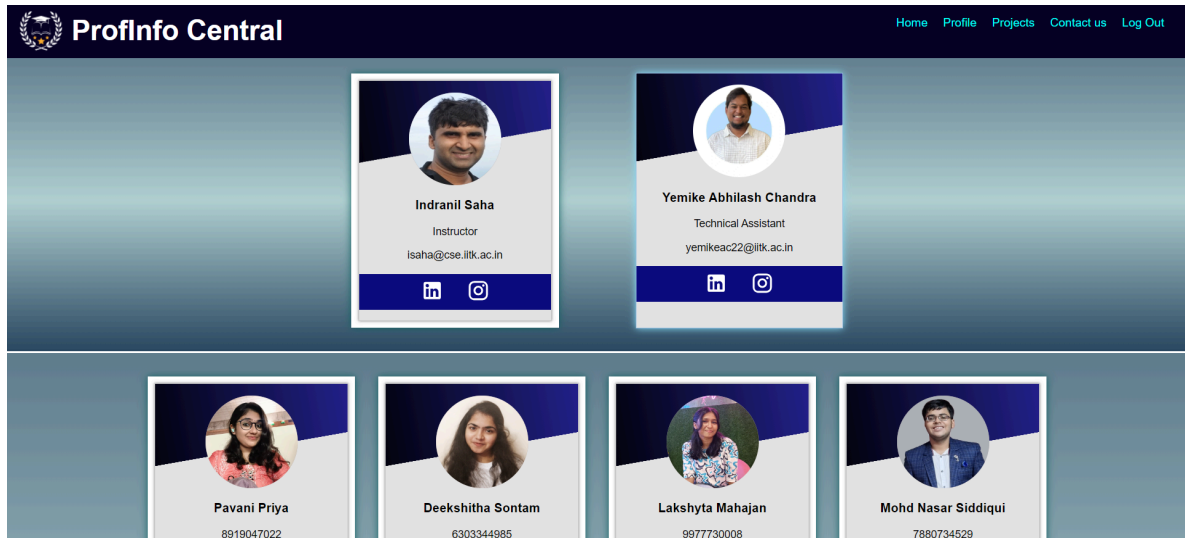 ProfInfo Central
Home Profile Projects Contact us Log Out
Indranil Saha
Instructor
isaha@cse.iitk.ac.in
Yemike Abhilash Chandra
Technical Assistant
yemikeac22@iitk.ac.in
Pavani Priya
8919047022
Deekshitha Sontam
6303344985
Lakshyta Mahajan
9977730008
Mohd Nasar Siddiqui
7880734529